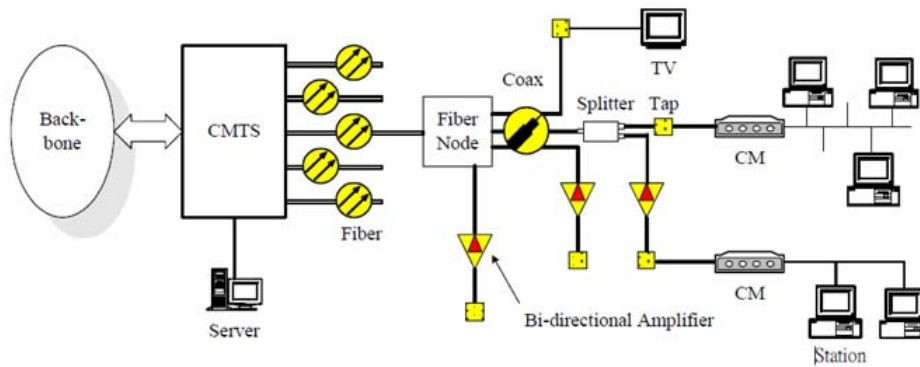 Back-
bone
CMTS
Fiber
Server
Fiber
Node
Coax
Splitter
Tap
TV
CM
CM
Bi-directional Amplifier
Station